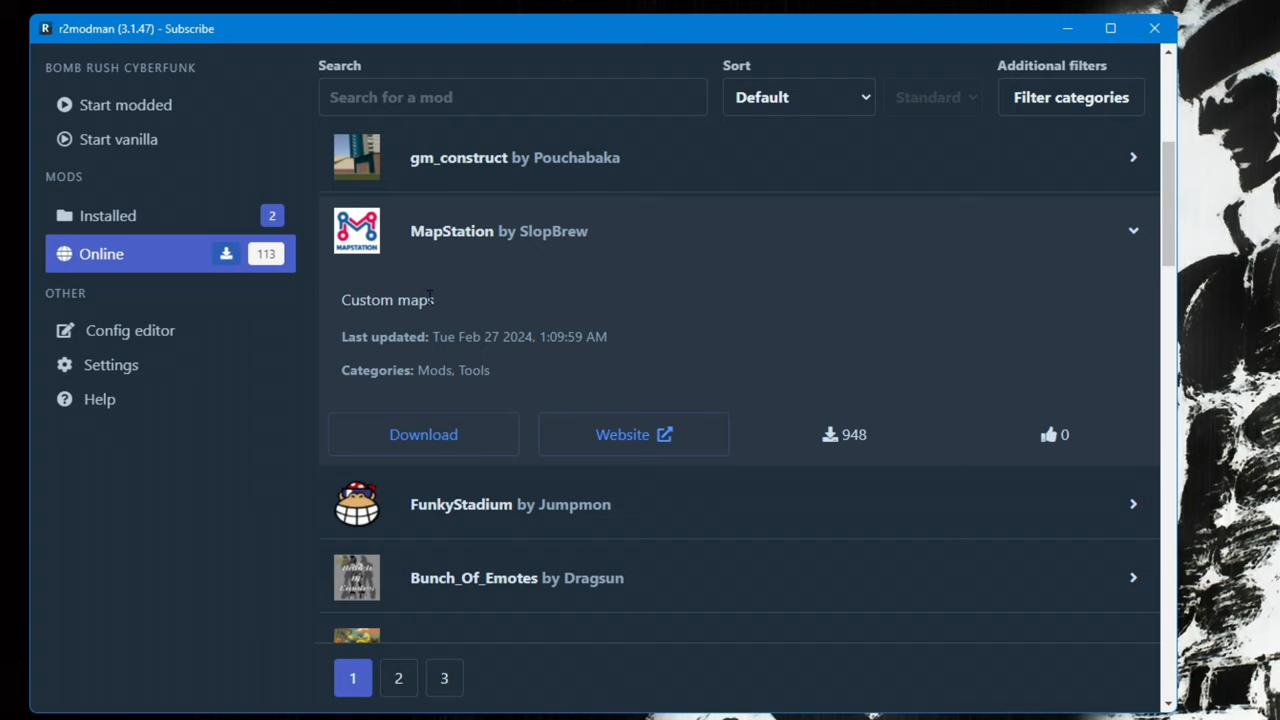 R r2modman (3.1.47) - Subscribe
BOMB RUSH CYBERFUNK
Start modded
Start vanilla
MODS
Installed 2
Online 113
OTHER
Config editor
Settings
Help
Search
Search for a mod
Sort
Default
Standard
Additional filters
Filter categories
gm_construct by Pouchabaka
MAPSTATION
MapStation by SlopBrew
Custom maps
Last updated: Tue Feb 27 2024, 1:09:59 AM
Categories: Mods, Tools
Download
Website
948
0
FunkyStadium by Jumpmon
Bunch_Of_Emotes by Dragsun
1 2 3